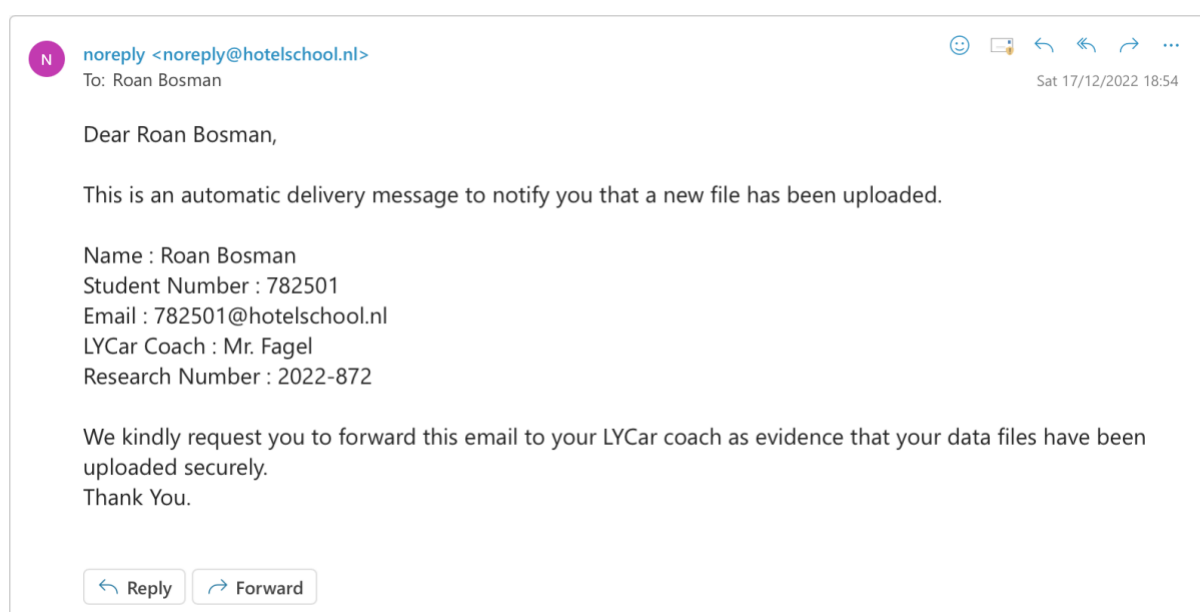 N
noreply <noreply@hotelschool.nl>
To: Roan Bosman
Sat 17/12/2022 18:54
Dear Roan Bosman,
This is an automatic delivery message to notify you that a new file has been uploaded.
Name : Roan Bosman
Student Number : 782501
Email : 782501@hotelschool.nl
LYCar Coach : Mr. Fagel
Research Number : 2022-872
We kindly request you to forward this email to your LYCar coach as evidence that your data files have been
uploaded securely.
Thank You.
Reply Forward